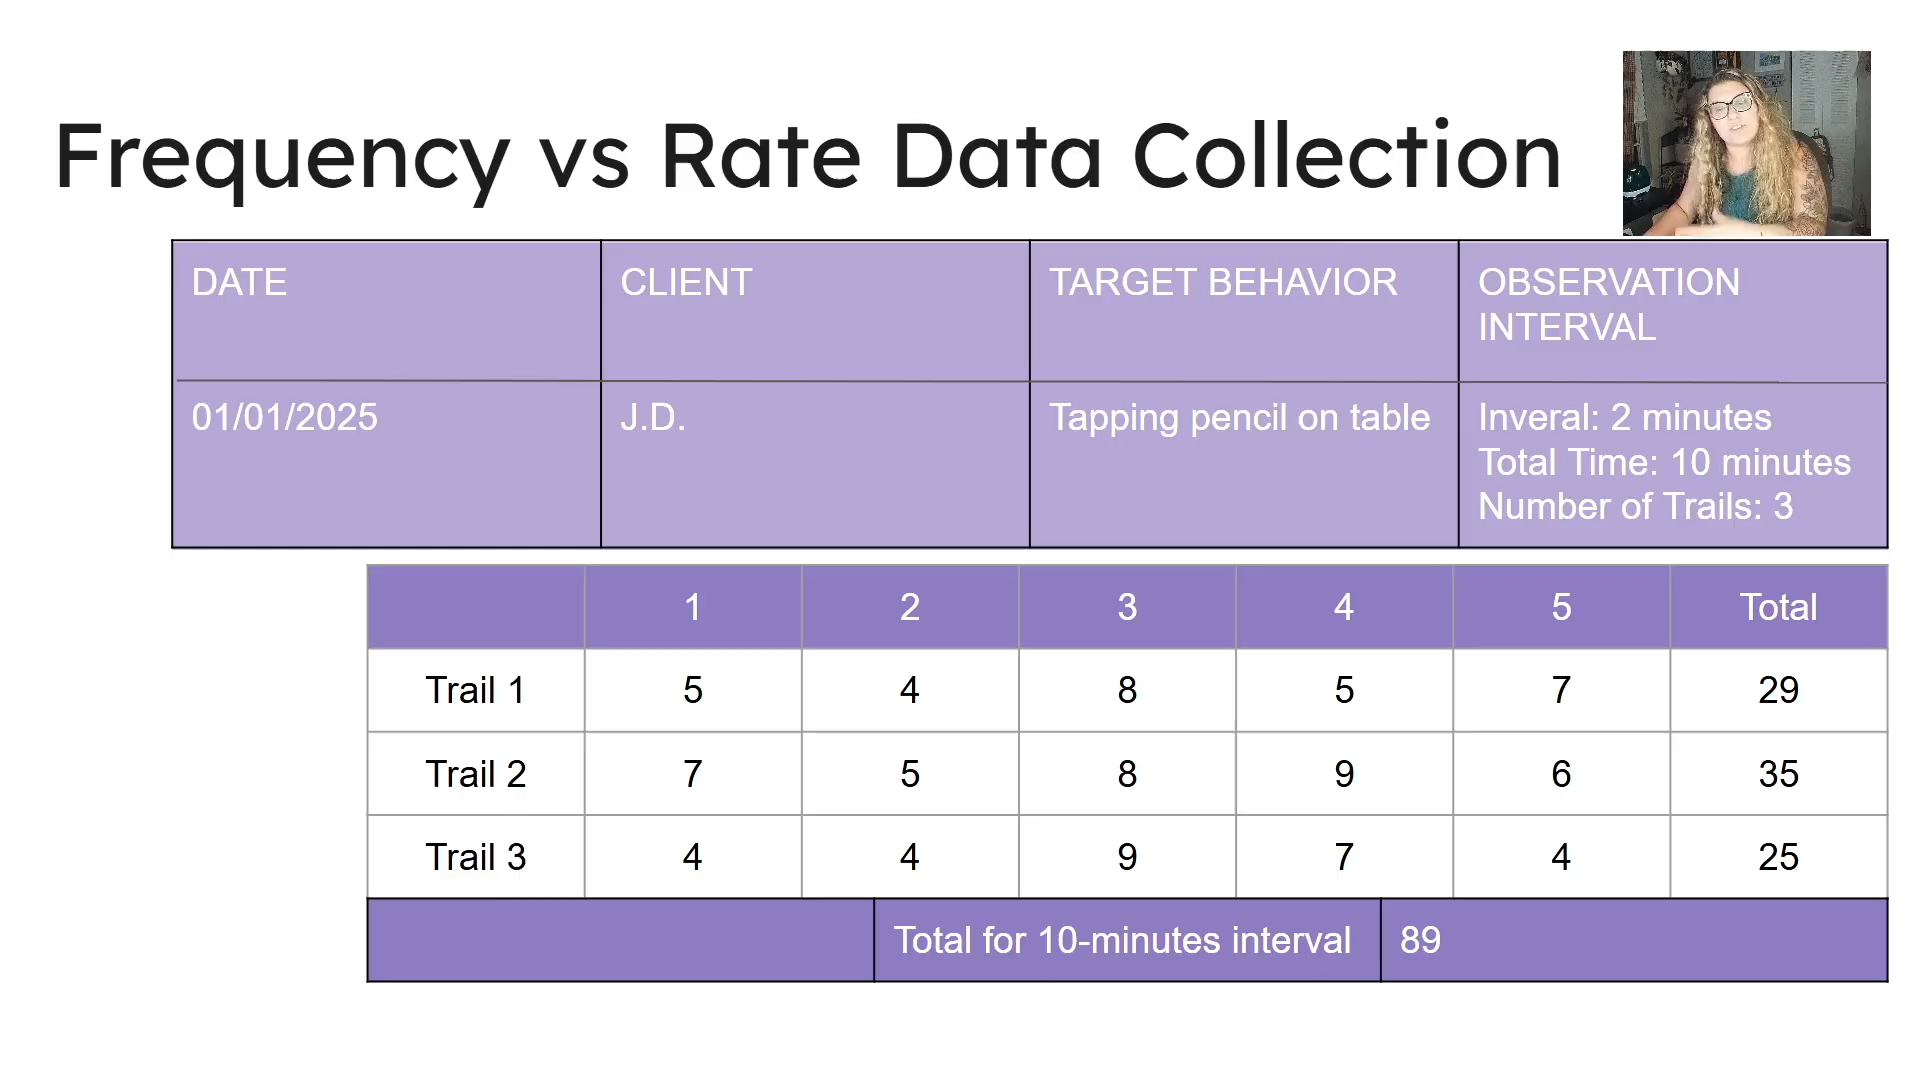 Frequency vs Rate Data Collection
DATE
CLIENT
TARGET BEHAVIOR
OBSERVATION
INTERVAL
01/01/2025
J.D.
Tapping pencil on table
Inveral: 2 minutes
Total Time: 10 minutes
Number of Trails: 3
1 2 3 4 5 Total
Trail 1 5 4 8 5 7 29
Trail 2 7 5 8 9 6 35
Trail 3 4 4 9 7 4 25
Total for 10-minutes interval 89